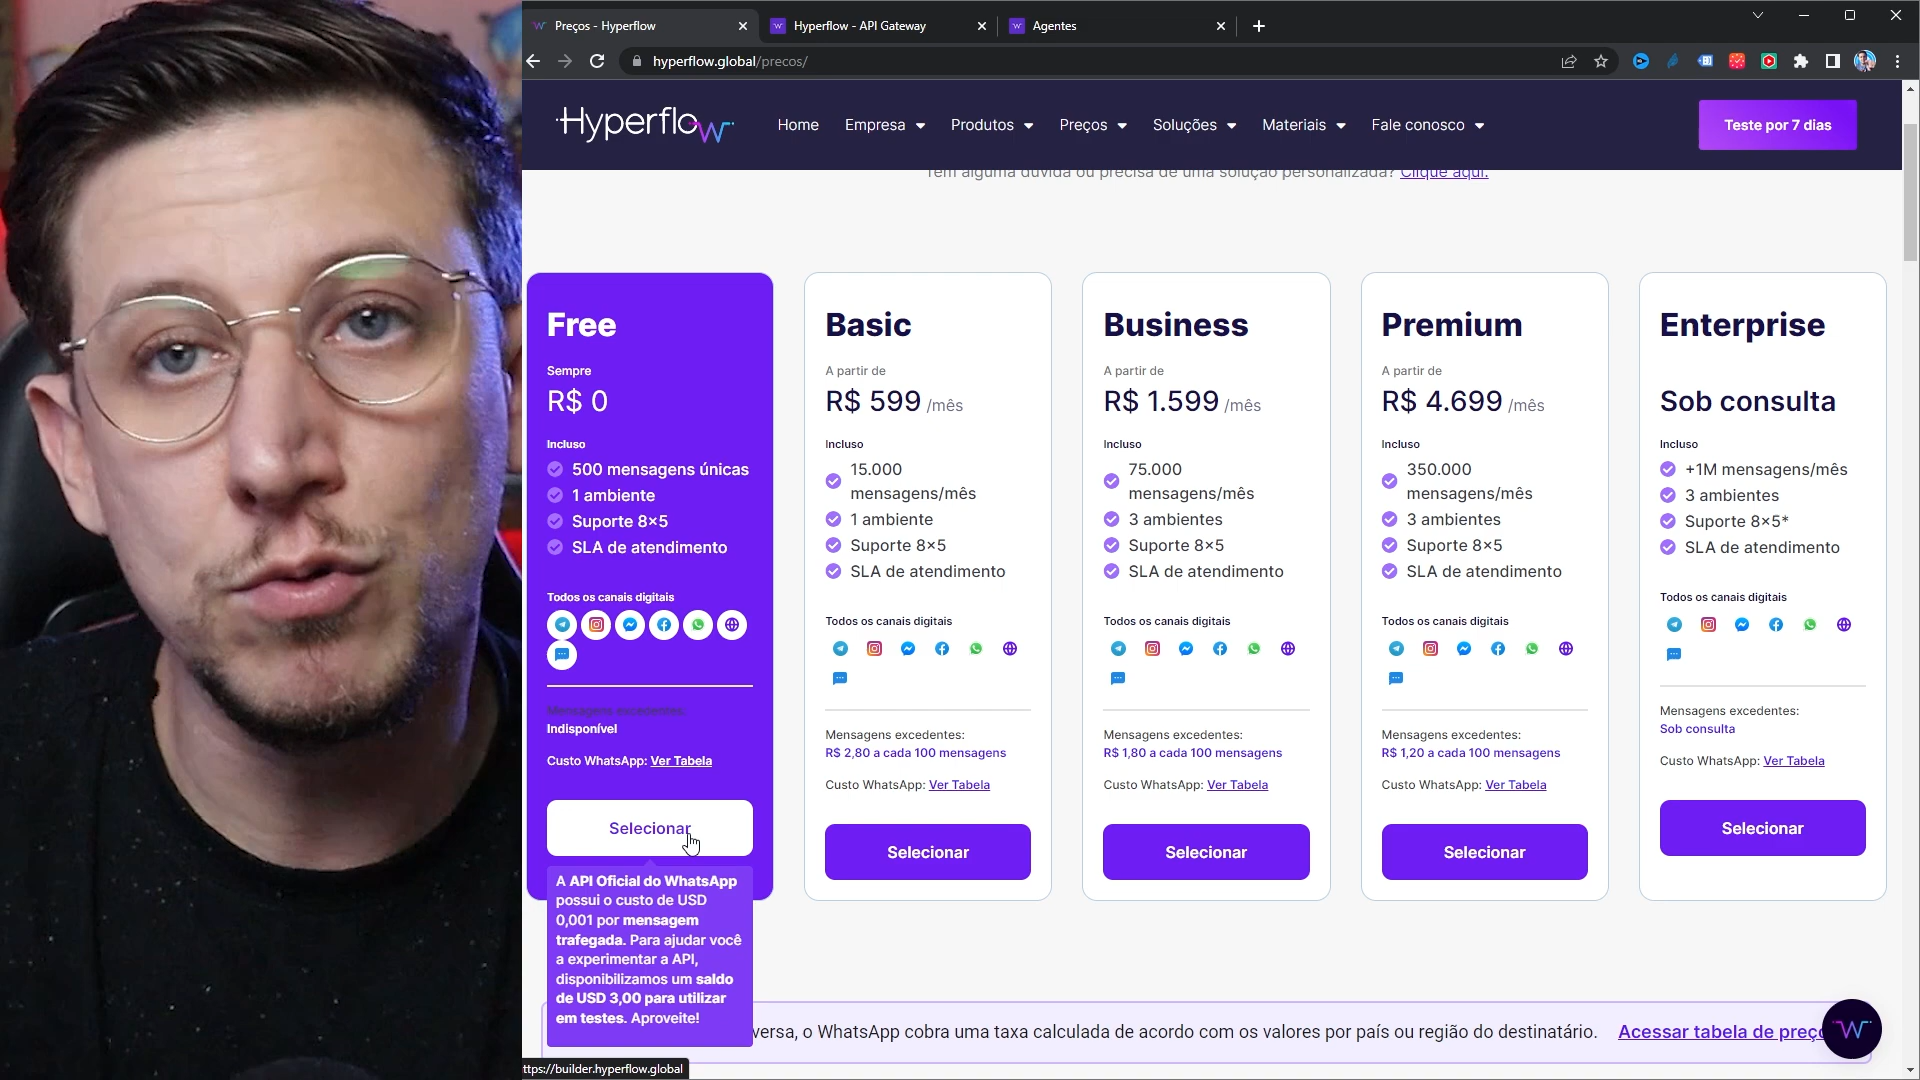 Preços - Hyperflow
Hyperflow - API Gateway
Agentes
hyperflow.global/precos/
Hyperflow
Home
Empresa
Produtos
Preços
Soluções
Materiais
Fale conosco
Teste por 7 dias
Tem alguma dúvida ou precisa de uma solução personalizada? Clique aqui.
Free
Sempre
R$ 0
Incluso
500 mensagens únicas
1 ambiente
Suporte 8×5
SLA de atendimento
Todos os canais digitais
Mensagens excedentes:
Indisponível
Custo WhatsApp: Ver Tabela
Selecionar
A API Oficial do WhatsApp
possui o custo de USD
0,001 por mensagem
trafegada. Para ajudar você
a experimentar a API,
disponibilizamos um saldo
de USD 3,00 para utilizar
em testes. Aproveite!
Basic
A partir de
R$ 599 /mês
Incluso
15.000
mensagens/mês
1 ambiente
Suporte 8×5
SLA de atendimento
Todos os canais digitais
Mensagens excedentes:
R$ 2,80 a cada 100 mensagens
Custo WhatsApp: Ver Tabela
Selecionar
Business
A partir de
R$ 1.599 /mês
Incluso
75.000
mensagens/mês
3 ambientes
Suporte 8×5
SLA de atendimento
Todos os canais digitais
Mensagens excedentes:
R$ 1,80 a cada 100 mensagens
Custo WhatsApp: Ver Tabela
Selecionar
Premium
A partir de
R$ 4.699 /mês
Incluso
350.000
mensagens/mês
3 ambientes
Suporte 8×5
SLA de atendimento
Todos os canais digitais
Mensagens excedentes:
R$ 1,20 a cada 100 mensagens
Custo WhatsApp: Ver Tabela
Selecionar
Enterprise
Sob consulta
Incluso
+1M mensagens/mês
3 ambientes
Suporte 8×5*
SLA de atendimento
Todos os canais digitais
Mensagens excedentes:
Sob consulta
Custo WhatsApp: Ver Tabela
Selecionar
versa, o WhatsApp cobra uma taxa calculada de acordo com os valores por país ou região do destinatário. Acessar tabela de preç
ttps://builder.hyperflow.global